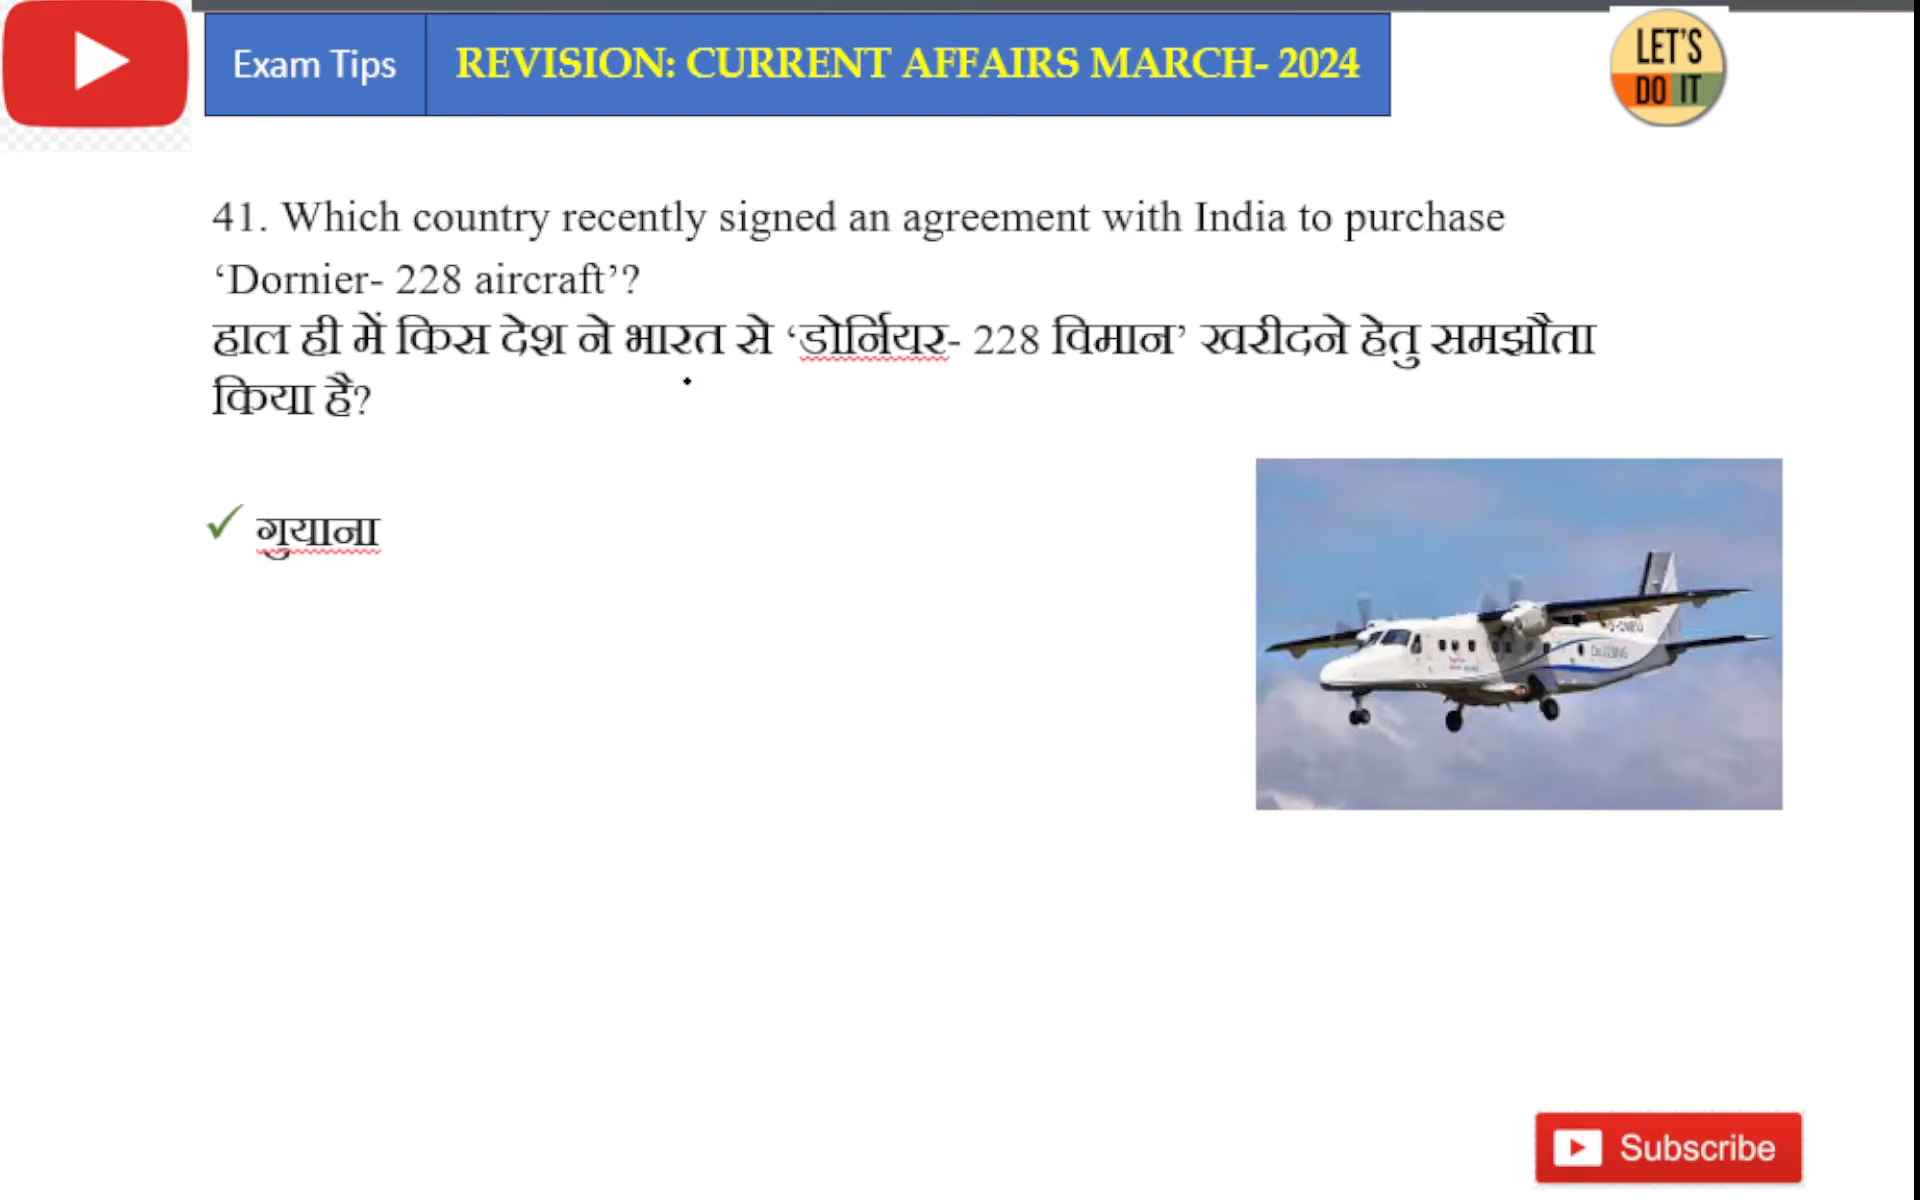 Exam Tips
REVISION: CURRENT AFFAIRS MARCH- 2024
LET'S
DO IT
41. Which country recently signed an agreement with India to purchase
‘Dornier- 228 aircraft’?
हाल ही में किस देश ने भारत से ‘डोर्नियर- 228 विमान’ खरीदने हेतु समझौता
किया है?
✓ गुयाना
Subscribe